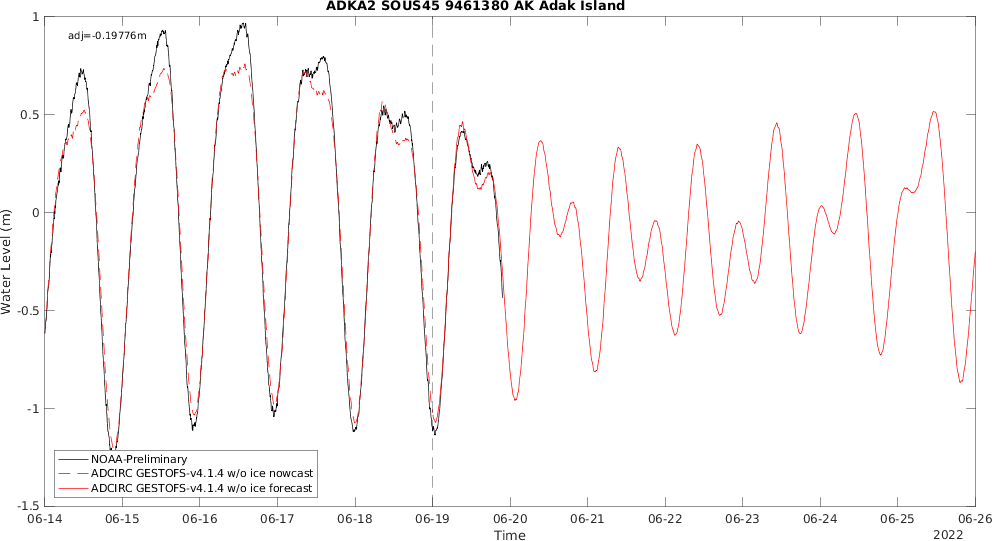 ADKA2 SOUS45 9461380 AK Adak Island
adj=-0.19776m
1
0.5
0
-0.5
-1
-1.5
Water Level (m)
NOAA-Preliminary
ADCIRC GESTOFS-v4.1.4 w/o ice nowcast
ADCIRC GESTOFS-v4.1.4 w/o ice forecast
06-14 06-15 06-16 06-17 06-18 06-19 06-20 06-21 06-22 06-23 06-24 06-25 06-26
Time
2022